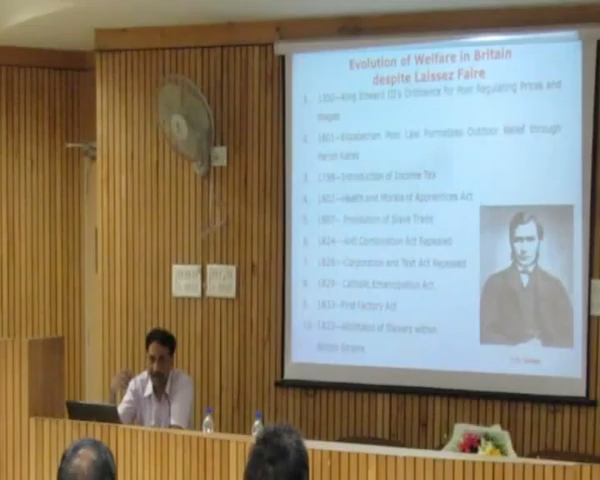 Evolution of Welfare in Britain
despite Laissez Faire
1. 1350—King Edward III's Ordinance for Poor Regulating Prices and
Wages
2. 1601—Elizabethan Poor Law Formalizes Outdoor Relief through
Parish Rates
3. 1798—Introduction of Income Tax
4. 1802—Health and Morals of Apprentices Act
5. 1807— Prohibition of Slave Trade
6. 1824—Anti Combination Act Repealed
7. 1828—Corporation and Test Act Repealed
8. 1829—Catholic Emancipation Act
9. 1833—First Factory Act
10. 1833—Abolition of Slavery within
British Empire